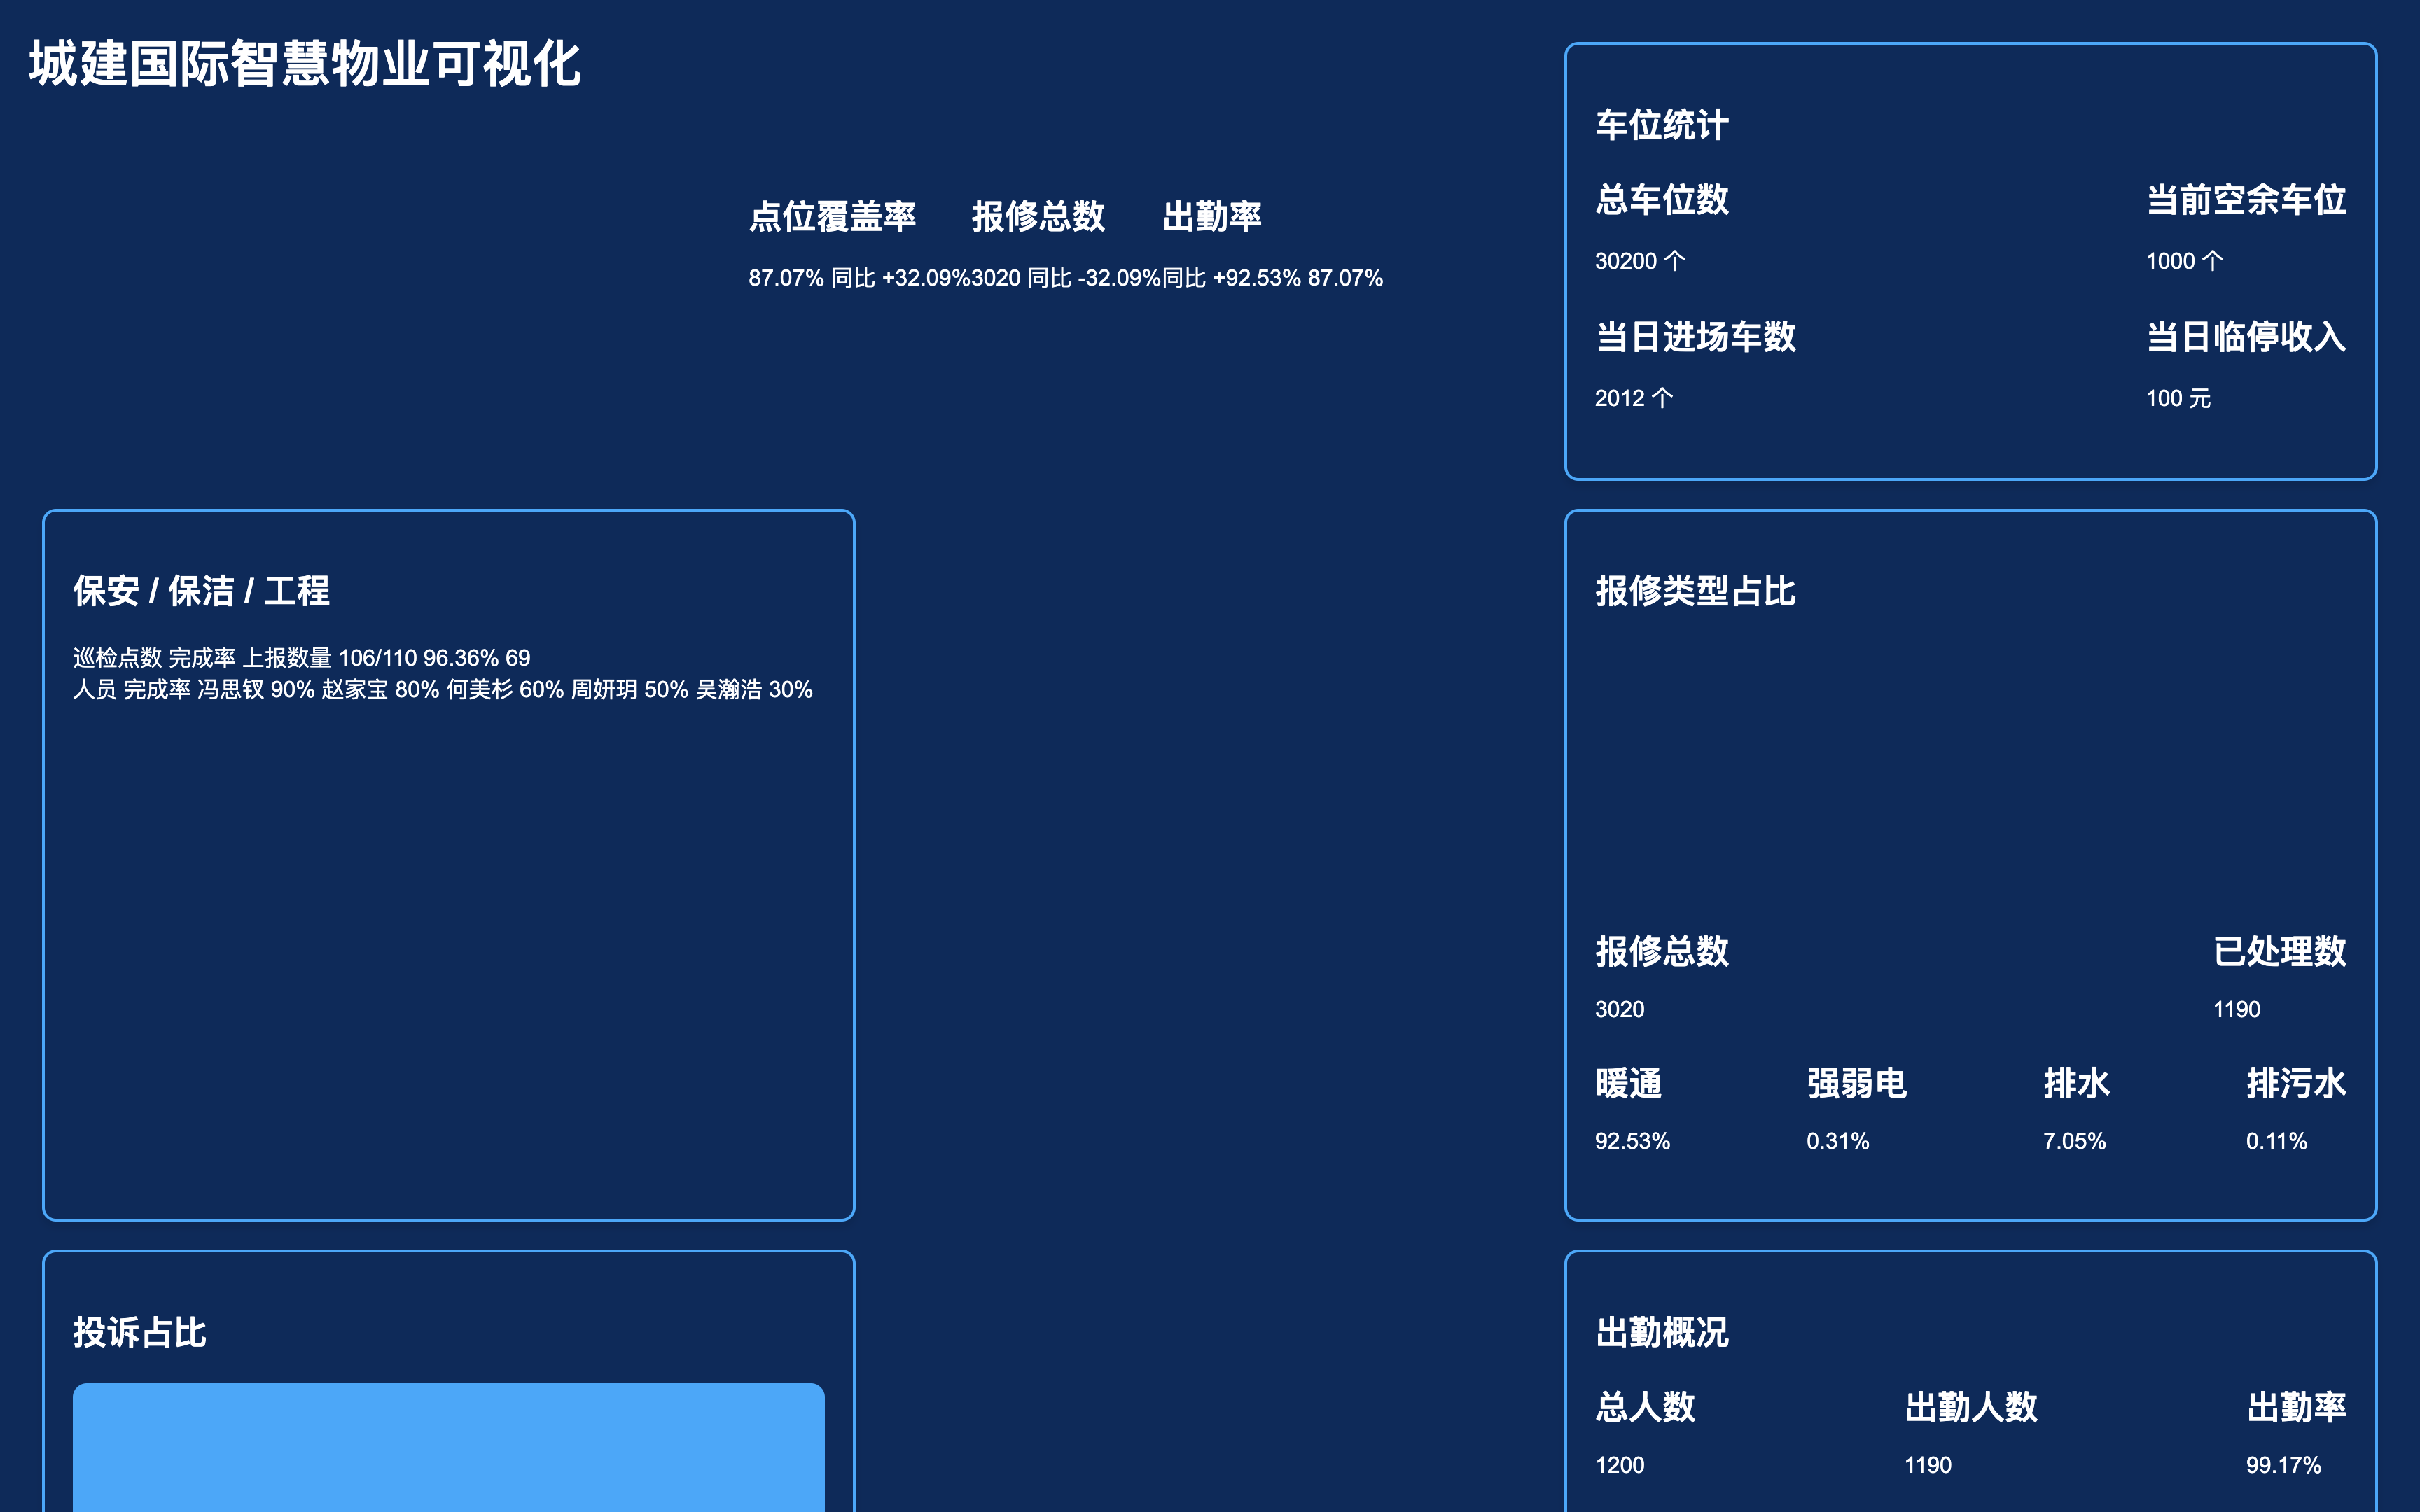 城建国际智慧物业可视化
点位覆盖率 报修总数 出勤率
87.07% 同比 +32.09%3020 同比 -32.09%同比 +92.53% 87.07%
车位统计
总车位数 当前空余车位
30200 个 1000 个
当日进场车数 当日临停收入
2012 个 100 元
保安 / 保洁 / 工程
巡检点数 完成率 上报数量 106/110 96.36% 69
人员 完成率 冯思钗 90% 赵家宝 80% 何美杉 60% 周妍玥 50% 吴瀚浩 30%
报修类型占比
报修总数 已处理数
3020 1190
暖通 强弱电 排水 排污水
92.53% 0.31% 7.05% 0.11%
投诉占比
出勤概况
总人数 出勤人数 出勤率
1200 1190 99.17%